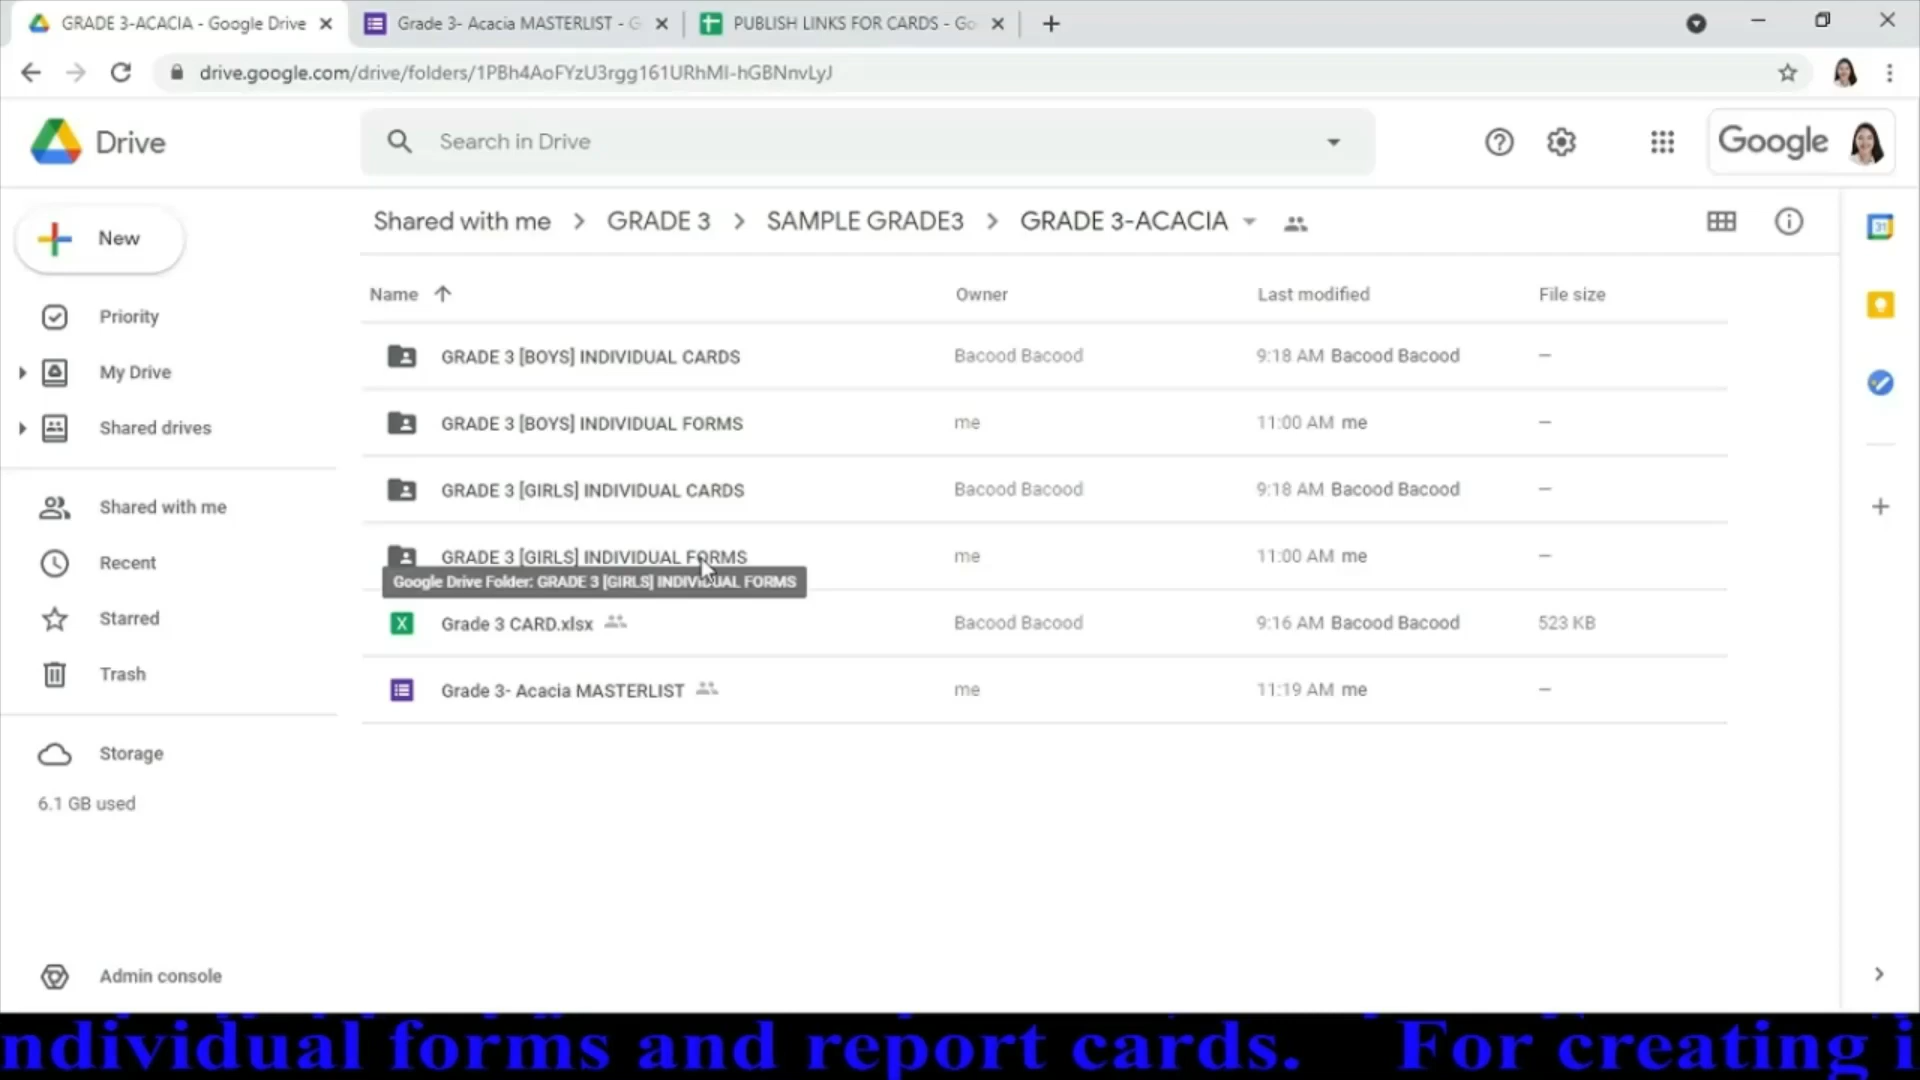 GRADE 3-ACACIA - Google Drive
Grade 3- Acacia MASTERLIST - G
PUBLISH LINKS FOR CARDS - Go
drive.google.com/drive/folders/1PBh4AoFYzU3rgg161URhMI-hGBNnvLyJ
Drive
Search in Drive
Google
New
Shared with me > GRADE 3 > SAMPLE GRADE3 > GRADE 3-ACACIA
31
Name Owner Last modified File size
Priority
My Drive
Shared drives
Shared with me
Recent
Starred
Trash
Storage
6.1 GB used
Admin console
GRADE 3 [BOYS] INDIVIDUAL CARDS Bacood Bacood 9:18 AM Bacood Bacood –
GRADE 3 [BOYS] INDIVIDUAL FORMS me 11:00 AM me –
GRADE 3 [GIRLS] INDIVIDUAL CARDS Bacood Bacood 9:18 AM Bacood Bacood –
GRADE 3 [GIRLS] INDIVIDUAL FORMS me 11:00 AM me –
Google Drive Folder: GRADE 3 [GIRLS] INDIVIDUAL FORMS
Grade 3 CARD.xlsx Bacood Bacood 9:16 AM Bacood Bacood 523 KB
Grade 3- Acacia MASTERLIST me 11:19 AM me –
ndividual forms and report cards. For creating i